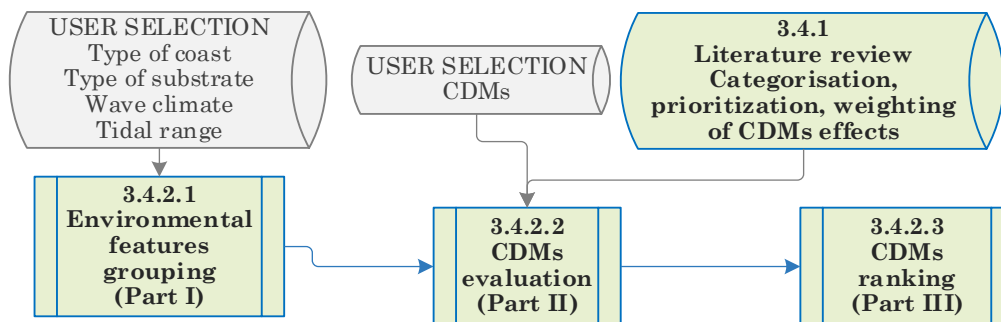 USER SELECTION
Type of coast
Type of substrate
Wave climate
Tidal range
USER SELECTION
CDMs
3.4.1
Literature review
Categorisation,
prioritization, weighting
of CDMs effects
3.4.2.1
Environmental
features
grouping
(Part I)
3.4.2.2
CDMs
evaluation
(Part II)
3.4.2.3
CDMs
ranking
(Part III)